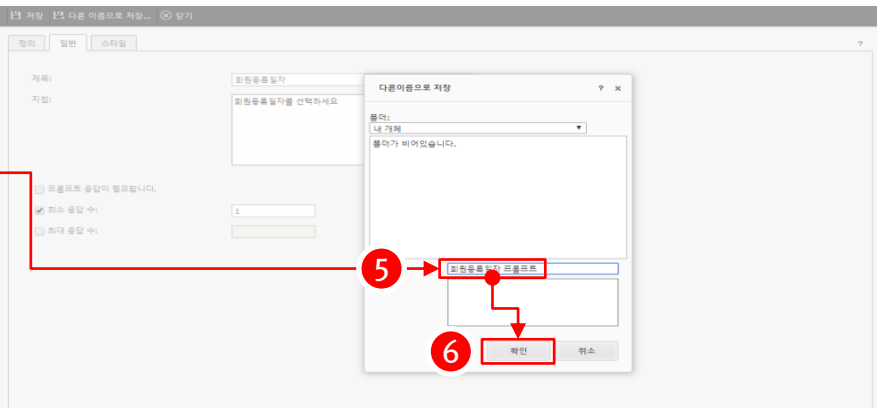 저장 다른 이름으로 저장... 닫기
정의 일반 스타일 ?
제목: 회원등록일자
지침: 회원등록일자를 선택하세요
프롬프트 응답이 필요합니다.
최소 응답 수: 1
최대 응답 수:
다른이름으로 저장 ? ×
폴더:
내 개체
폴더가 비어있습니다.
5 회원등록일자 프롬프트
6 확인 취소